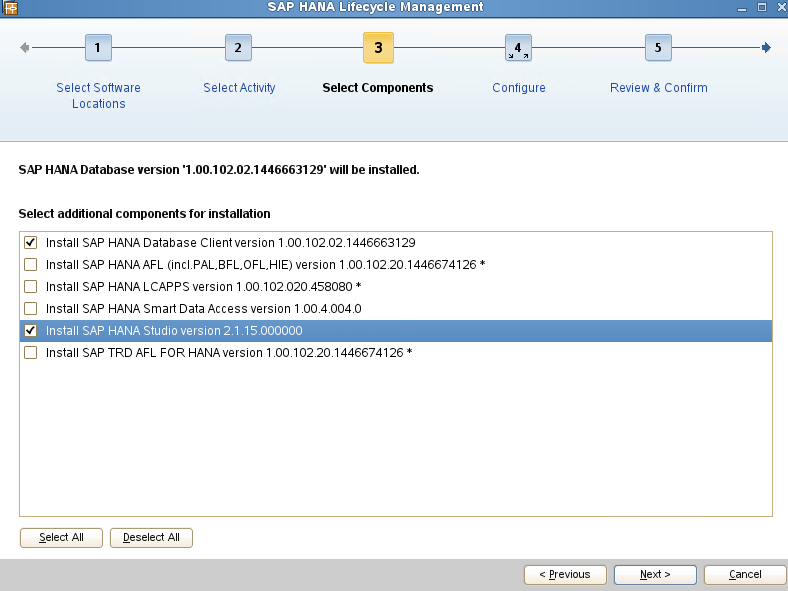 SAP HANA Lifecycle Management
1
2
3
4
5
Select Software
Locations
Select Activity
Select Components
Configure
Review & Confirm
SAP HANA Database version '1.00.102.02.1446663129' will be installed.
Select additional components for installation
Install SAP HANA Database Client version 1.00.102.02.1446663129
Install SAP HANA AFL (incl.PAL,BFL,OFL,HIE) version 1.00.102.20.1446674126 *
Install SAP HANA LCAPPS version 1.00.102.020.458080 *
Install SAP HANA Smart Data Access version 1.00.4.004.0
Install SAP HANA Studio version 2.1.15.000000
Install SAP TRD AFL FOR HANA version 1.00.102.20.1446674126 *
Select All
Deselect All
< Previous
Next >
Cancel